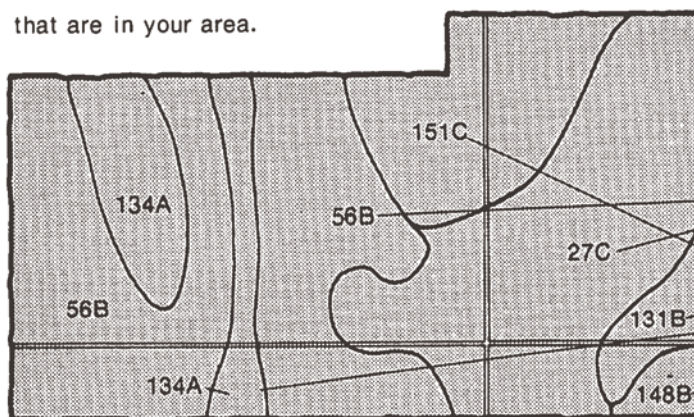 that are in your area.
151C
134A
56B
27C
56B
131B
134A
148B